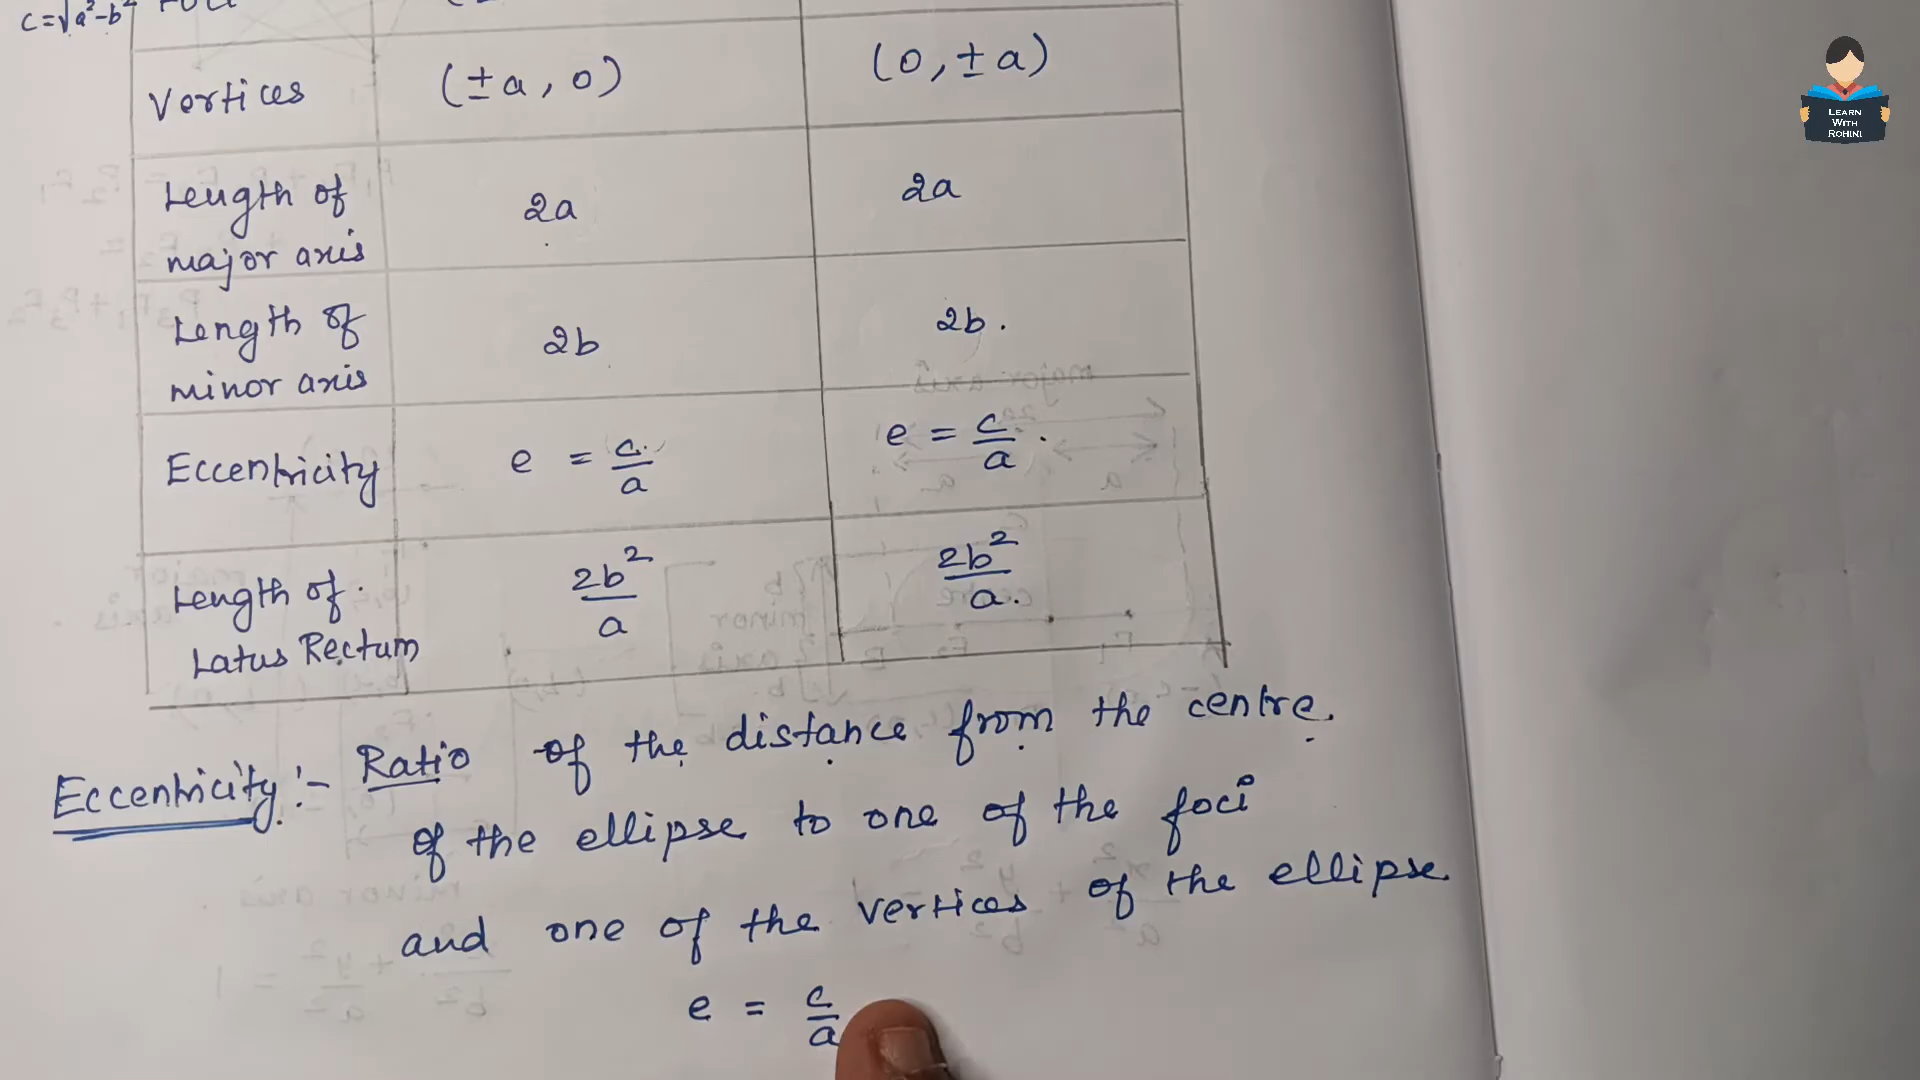 c=√a²-b² Foci
Vertices (±a, 0) (0, ±a)
Length of
major axis 2a 2a
Length of
minor axis 2b 2b.
Eccentricity e = c/a e = c/a.
Length of
Latus Rectum 2b²/a 2b²/a.
Eccentricity:- Ratio of the distance from the centre.
of the ellipse to one of the foci
and one of the vertices of the ellipse
e = c/a
LEARN
WITH
ROHINI